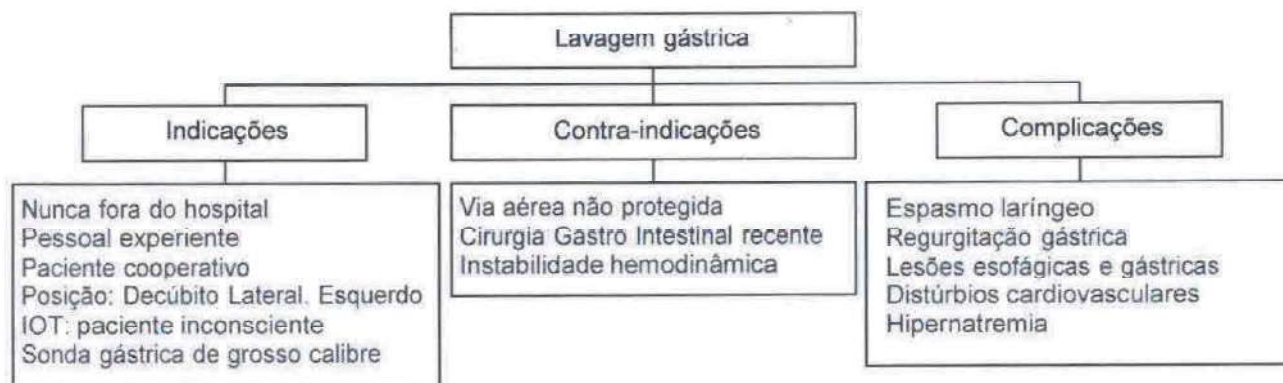 Lavagem gástrica
Indicações
Contra-indicações
Complicações
Nunca fora do hospital
Pessoal experiente
Paciente cooperativo
Posição: Decúbito Lateral. Esquerdo
IOT: paciente inconsciente
Sonda gástrica de grosso calibre
Via aérea não protegida
Cirurgia Gastro Intestinal recente
Instabilidade hemodinâmica
Espasmo laríngeo
Regurgitação gástrica
Lesões esofágicas e gástricas
Distúrbios cardiovasculares
Hipernatremia